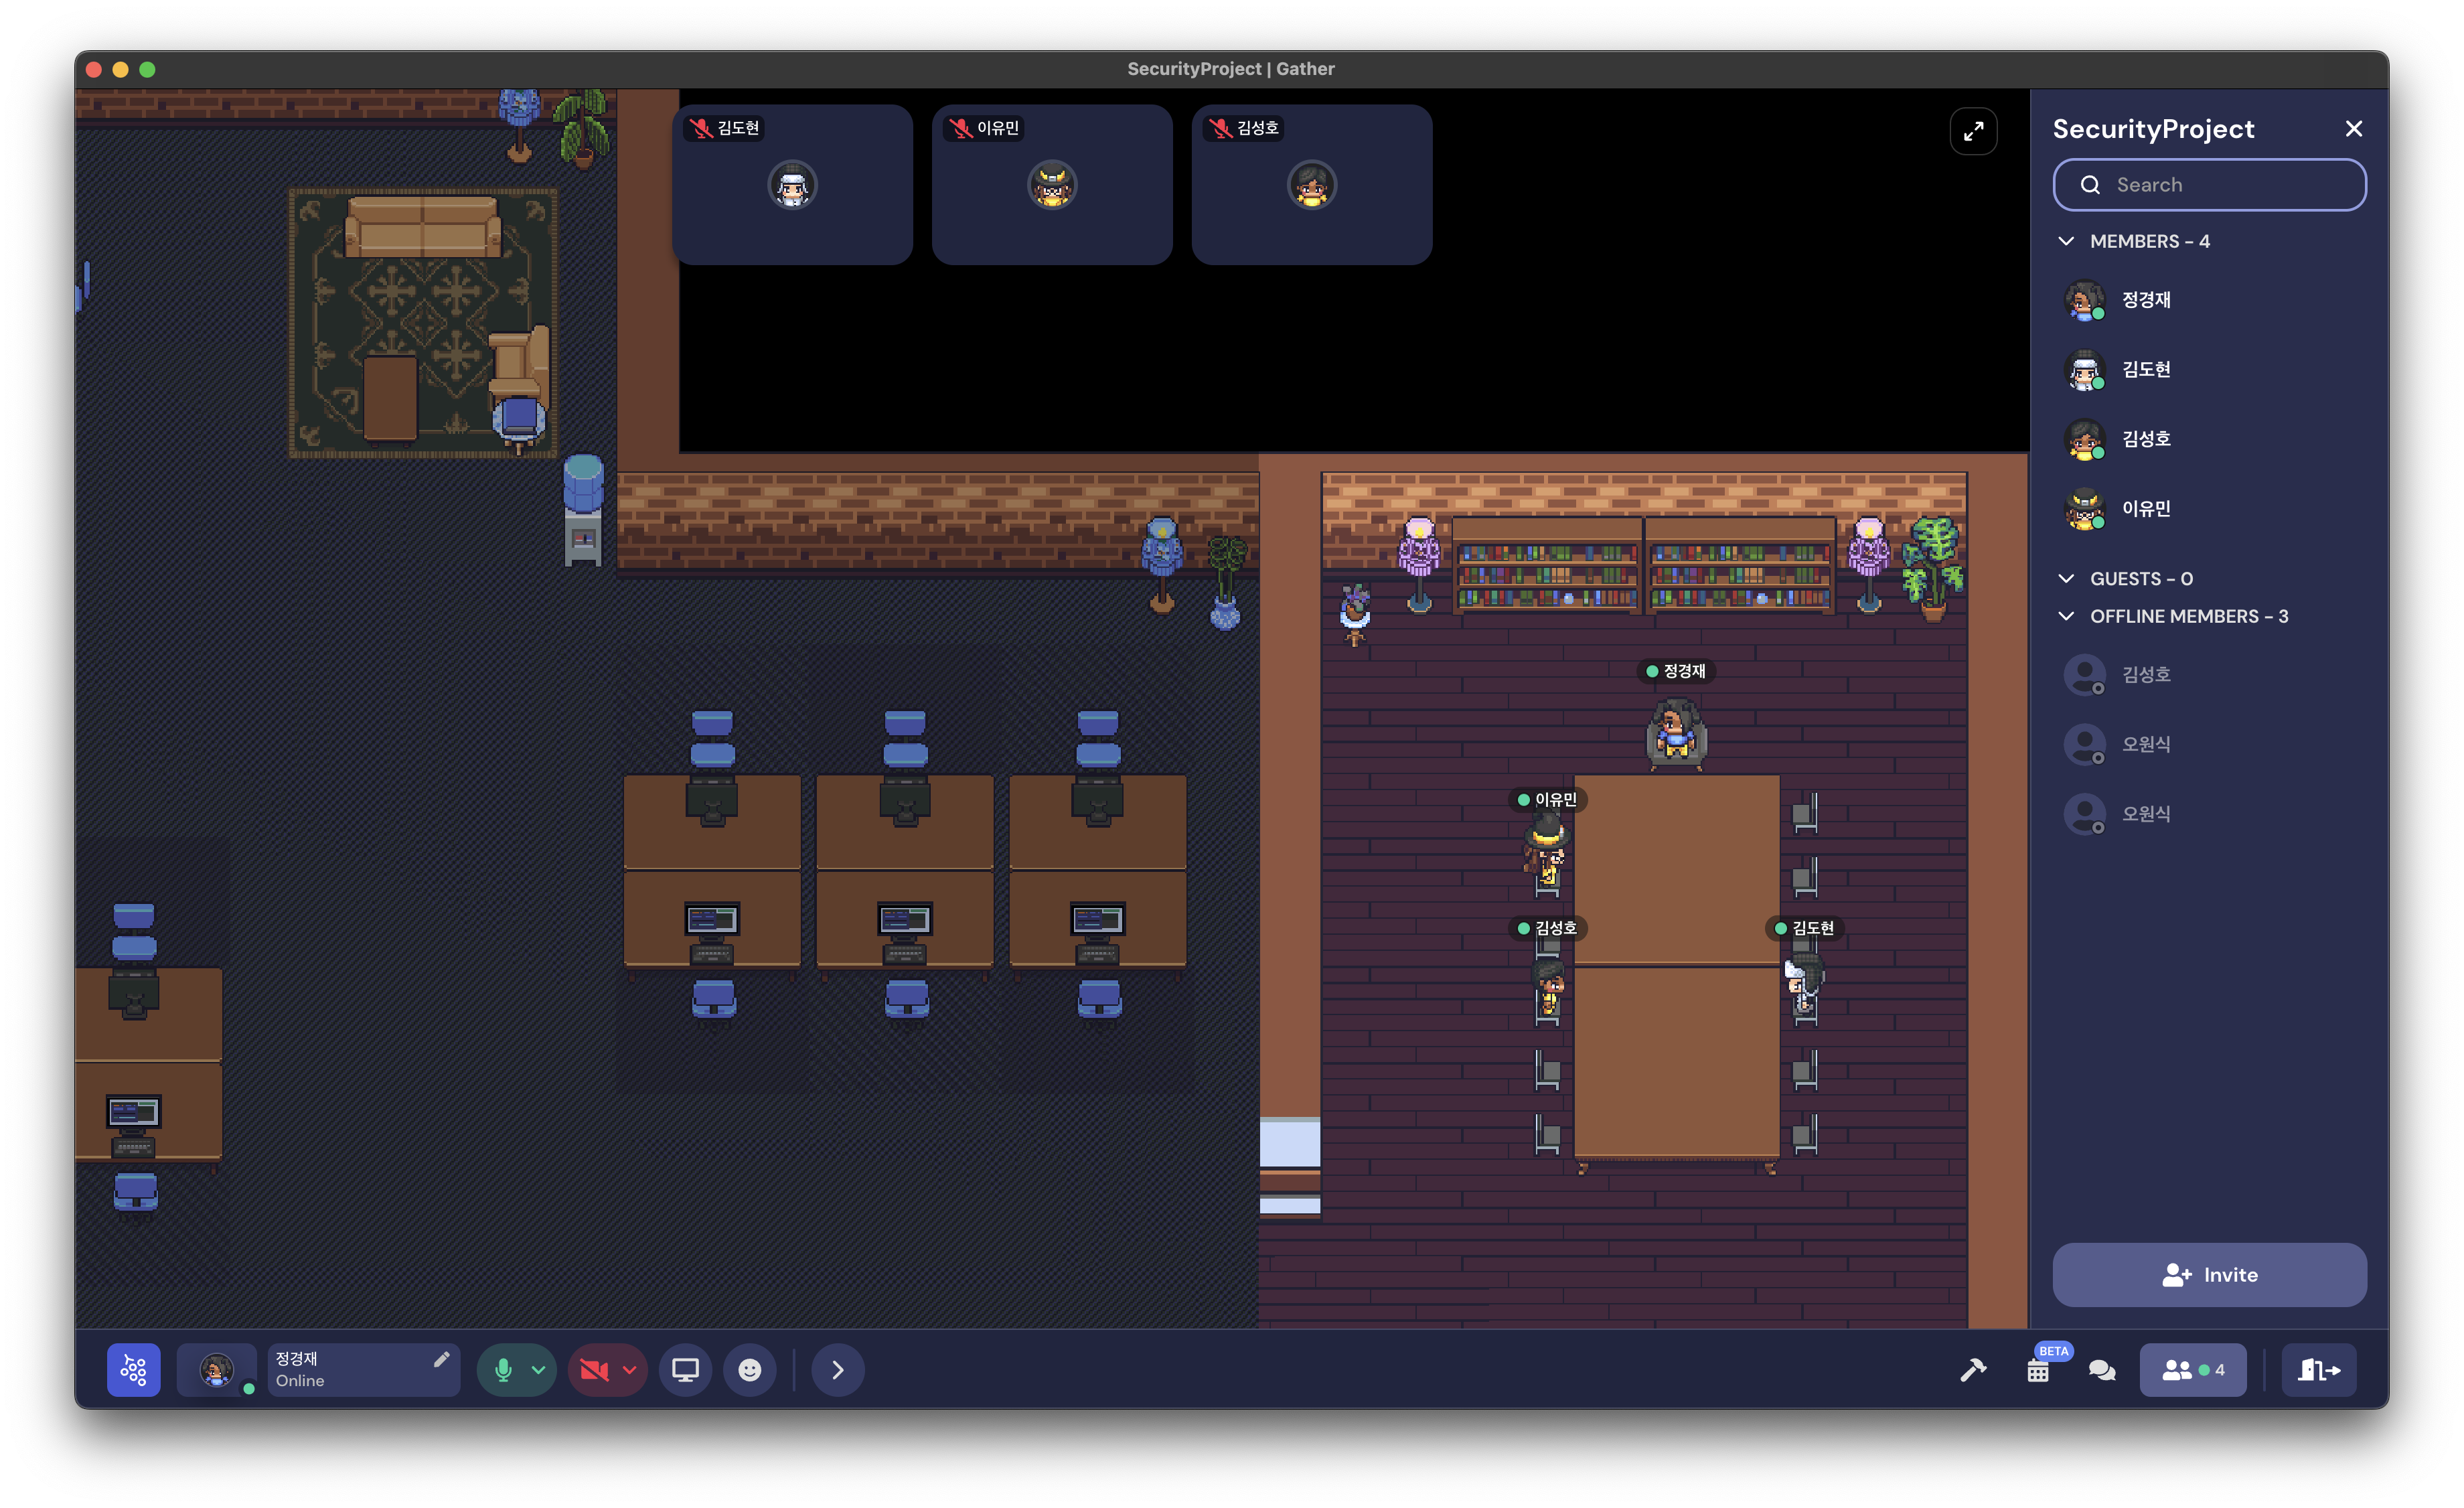 SecurityProject | Gather
김도현
이유민
김성호
SecurityProject
Search
MEMBERS - 4
정경재
김도현
김성호
이유민
GUESTS - 0
OFFLINE MEMBERS - 3
김성호
오원식
오원식
정경재
이유민
김성호
김도현
Invite
정경재
Online
BETA
4